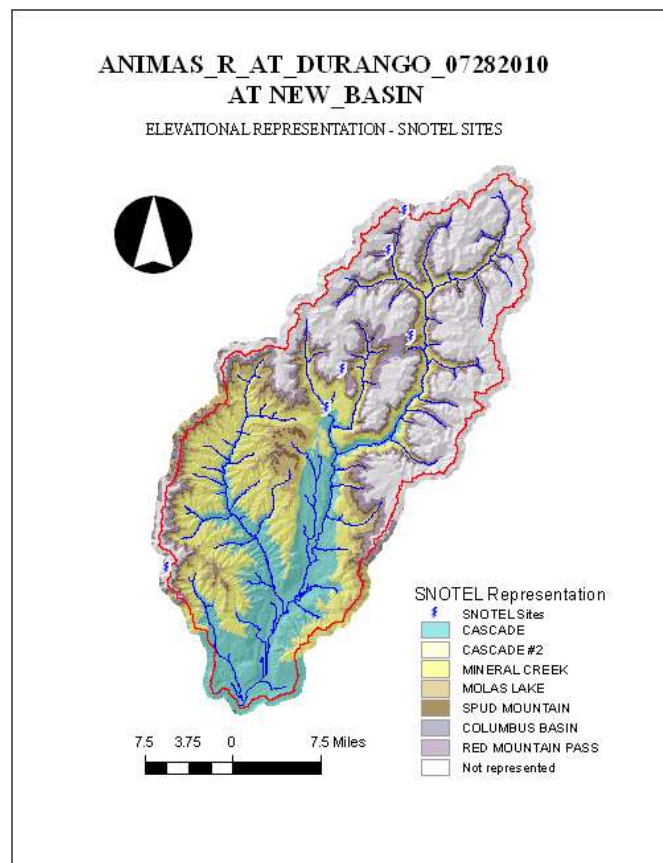 ANIMAS_R_AT_DURANGO_07282010
AT NEW_BASIN
ELEVATIONAL REPRESENTATION - SNOTEL SITES
SNOTEL Representation
SNOTEL Sites
CASCADE
CASCADE #2
MINERAL CREEK
MOLAS LAKE
SPUD MOUNTAIN
COLUMBUS BASIN
RED MOUNTAIN PASS
Not represented
7.5 3.75 0 7.5 Miles